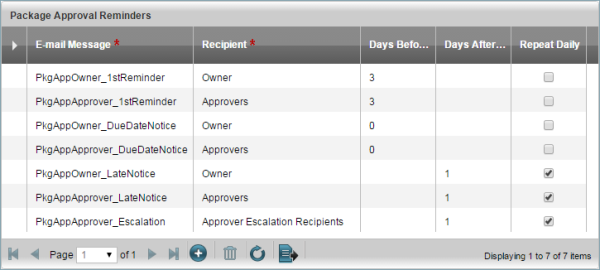 Package Approval Reminders
E-mail Message * Recipient * Days Befo... Days After... Repeat Daily
PkgAppOwner_1stReminder Owner 3
PkgAppApprover_1stReminder Approvers 3
PkgAppOwner_DueDateNotice Owner 0
PkgAppApprover_DueDateNotice Approvers 0
PkgAppOwner_LateNotice Owner 1
PkgAppApprover_LateNotice Approvers 1
PkgAppApprover_Escalation Approver Escalation Recipients 1
Page 1 of 1 Displaying 1 to 7 of 7 items